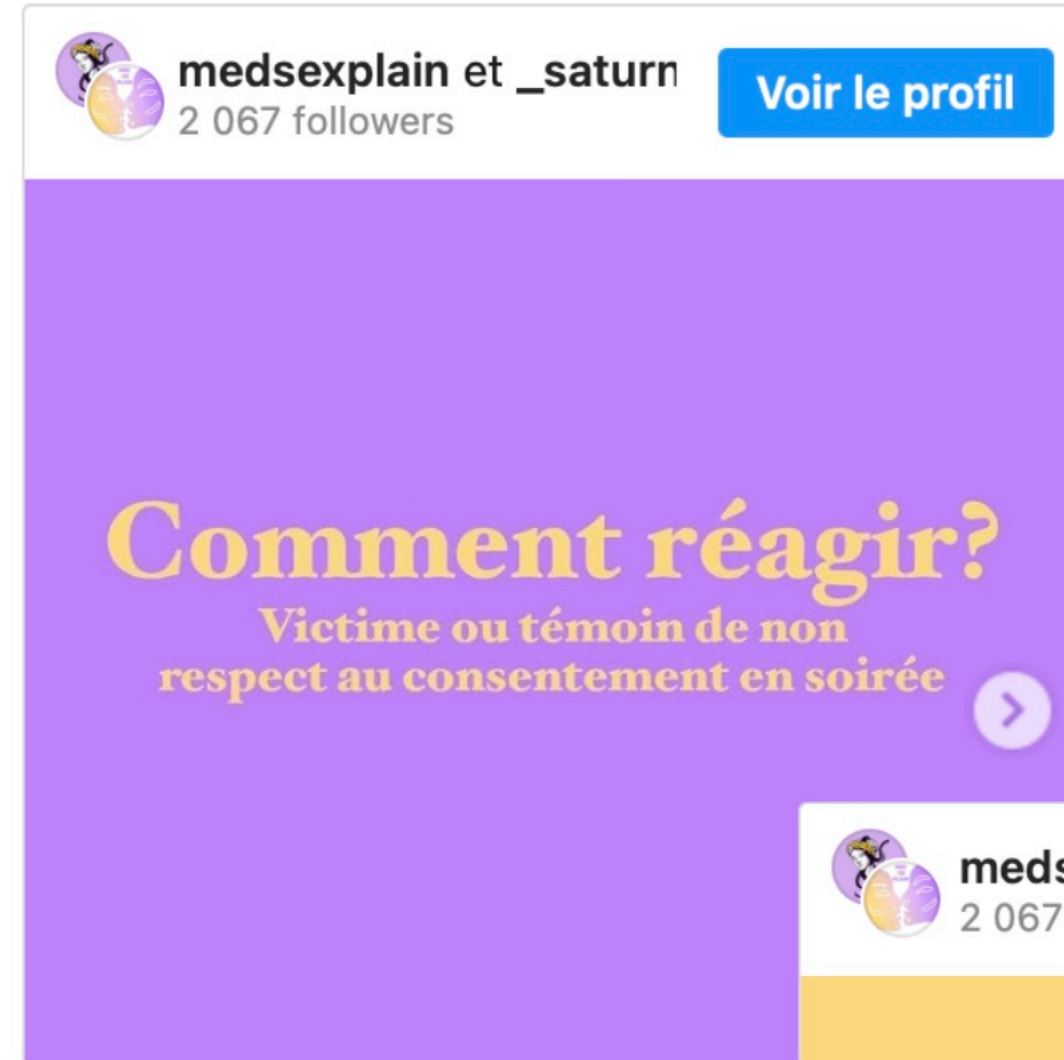 medsexplain et _saturn
2 067 followers
Voir le profil
Comment réagir?
Victime ou témoin de non
respect au consentement en soirée
meds
2 067